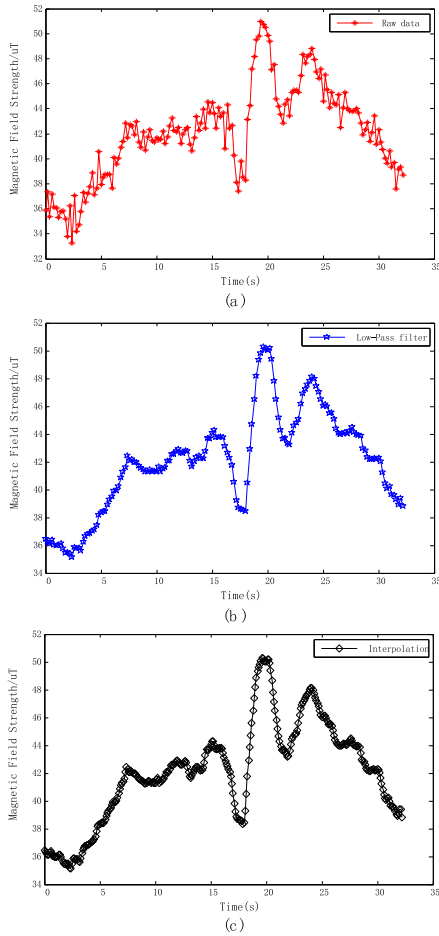 52
50
48
46
44
42
40
38
36
34
32
Magnetic Field Strength/uT
Raw data
0 5 10 15 20 25 30 35
Time(s)
(a)
52
50
48
46
44
42
40
38
36
34
Magnetic Field Strength/uT
Low-Pass filter
0 5 10 15 20 25 30 35
Time(s)
(b)
52
50
48
46
44
42
40
38
36
34
Magnetic Field Strength/uT
Interpolation
0 5 10 15 20 25 30 35
Time(s)
(c)